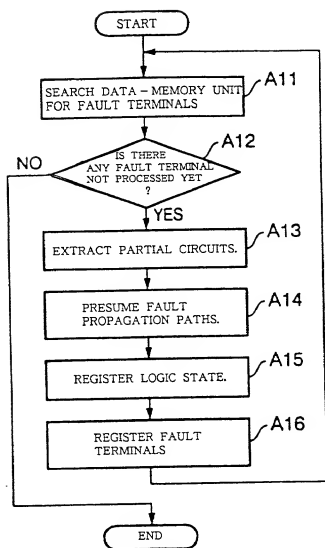 START
A11
SEARCH DATA-MEMORY UNIT
FOR FAULT TERMINALS
A12
IS THERE
ANY FAULT TERMINAL
NOT PROCESSED YET
?
NO
YES
A13
EXTRACT PARTIAL CIRCUITS.
A14
PRESUME FAULT
PROPAGATION PATHS.
A15
REGISTER LOGIC STATE.
A16
REGISTER FAULT
TERMINALS
END